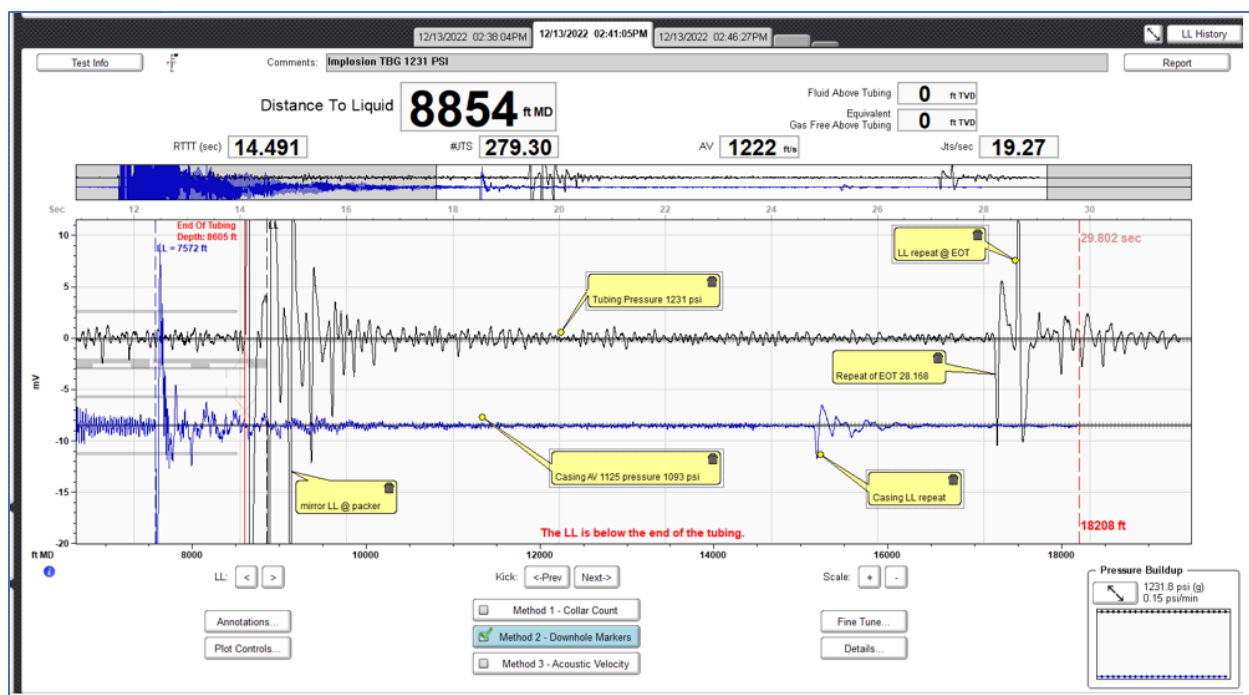 12/13/2022 02:38:04PM
12/13/2022 02:41:05PM
12/13/2022 02:46:27PM
LL History
Test Info
Comments: Implosion TBG 1231 PSI
Report
Distance To Liquid 8854 ft MD
Fluid Above Tubing 0 ft TVD
Equivalent
Gas Free Above Tubing 0 ft TVD
RTTT (sec) 14.491
#JTS 279.30
AV 1222 ft/s
Jts/sec 19.27
Sec 12 14 16 18 20 22 24 26 28 30
End Of Tubing
Depth: 8605 ft
LL
LL = 7572 ft
29.802 sec
LL repeat @ EOT
Tubing Pressure 1231 psi
Repeat of EOT 28.168
10
5
0
-5
-10
-15
-20
mV
Casing AV 1125 pressure 1093 psi
Casing LL repeat
mirror LL @ packer
The LL is below the end of the tubing.
18208 ft
ft MD 8000 10000 12000 14000 16000 18000
LL: < >
Kick: <-Prev Next->
Scale: + -
Pressure Buildup
1231.8 psi (g)
0.15 psi/min
Annotations...
Plot Controls...
Method 1 - Collar Count
Method 2 - Downhole Markers
Method 3 - Acoustic Velocity
Fine Tune...
Details...